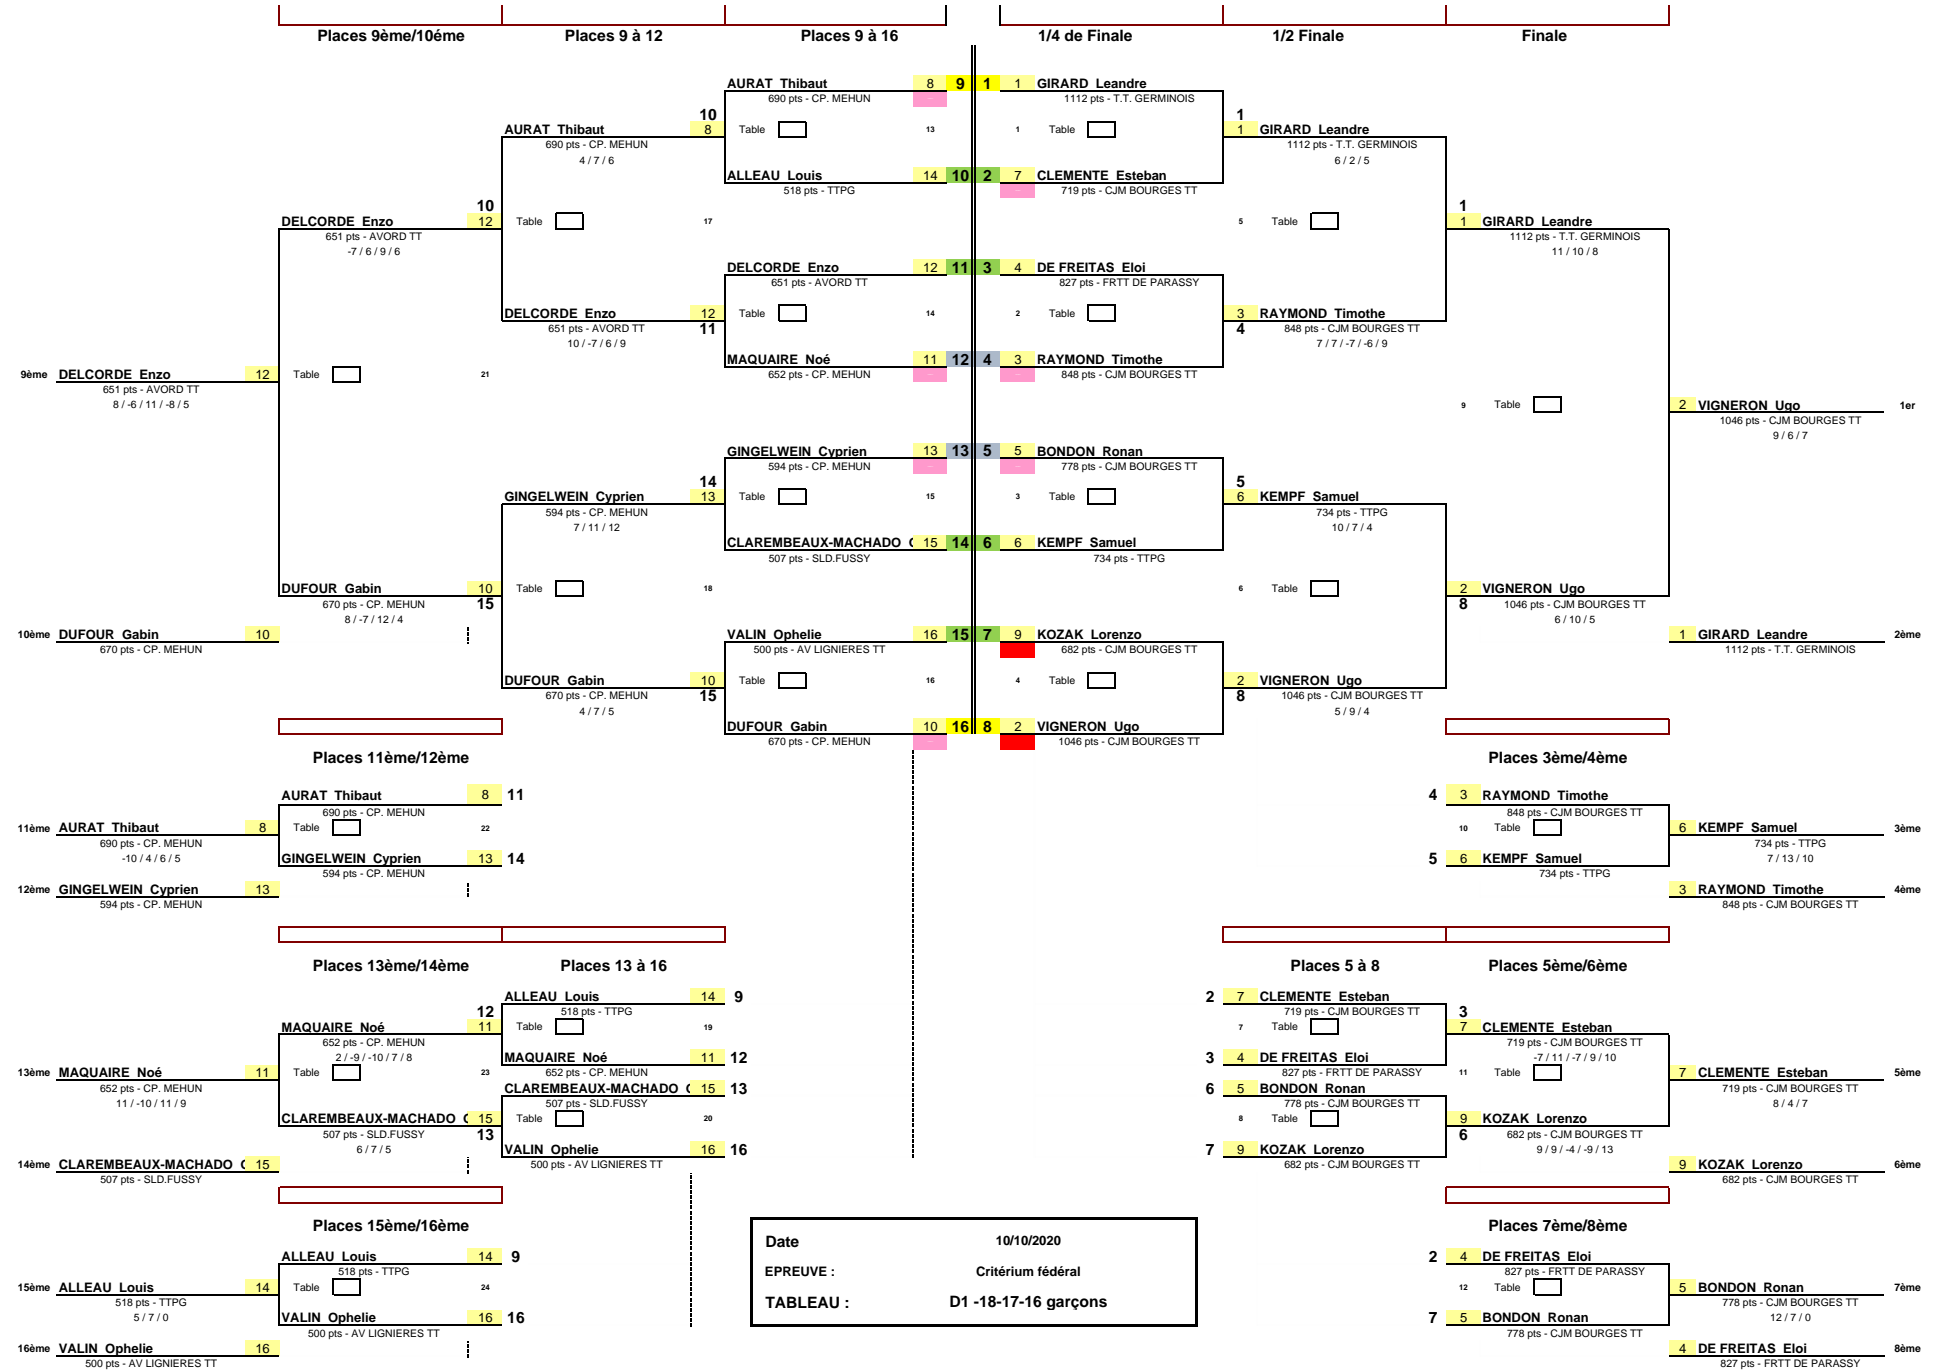 Places 9ème/10éme Places 9 à 12 Places 9 à 16 1/4 de Finale 1/2 Finale Finale
AURAT Thibaut 8 9 1 1 GIRARD Leandre
690 pts - CP. MEHUN 1112 pts - T.T. GERMINOIS
10 1
AURAT Thibaut 8 Table 13 1 Table 1 GIRARD Leandre
690 pts - CP. MEHUN 1112 pts - T.T. GERMINOIS
4 / 7 / 6 6 / 2 / 5
ALLEAU Louis 14 10 2 7 CLEMENTE Esteban
518 pts - TTPG 719 pts - CJM BOURGES TT
10 1
DELCORDE Enzo 12 Table 17 5 Table 1 GIRARD Leandre
651 pts - AVORD TT 1112 pts - T.T. GERMINOIS
-7 / 6 / 9 / 6 11 / 10 / 8
DELCORDE Enzo 12 11 3 4 DE FREITAS Eloi
651 pts - AVORD TT 827 pts - FRTT DE PARASSY
DELCORDE Enzo 12 Table 14 2 Table 3 RAYMOND Timothe
651 pts - AVORD TT 11 4 848 pts - CJM BOURGES TT
10 / -7 / 6 / 9 7 / 7 / -7 / -6 / 9
MAQUAIRE Noé 11 12 4 3 RAYMOND Timothe
652 pts - CP. MEHUN 848 pts - CJM BOURGES TT
9ème DELCORDE Enzo 12 Table 21
651 pts - AVORD TT
8 / -6 / 11 / -8 / 5
9 Table 2 VIGNERON Ugo 1er
1046 pts - CJM BOURGES TT
9 / 6 / 7
GINGELWEIN Cyprien 13 13 5 5 BONDON Ronan
594 pts - CP. MEHUN 778 pts - CJM BOURGES TT
14 5
GINGELWEIN Cyprien 13 Table 15 3 Table 6 KEMPF Samuel
594 pts - CP. MEHUN 734 pts - TTPG
7 / 11 / 12 10 / 7 / 4
CLAREMBEAUX-MACHADO 15 14 6 6 KEMPF Samuel
507 pts - SLD.FUSSY 734 pts - TTPG
DUFOUR Gabin 10 Table 18 6 Table 2 VIGNERON Ugo
670 pts - CP. MEHUN 15 8 1046 pts - CJM BOURGES TT
8 / -7 / 12 / 4 6 / 10 / 5
10ème DUFOUR Gabin 10 VALIN Ophelie 16 15 7 9 KOZAK Lorenzo 1 GIRARD Leandre 2ème
670 pts - CP. MEHUN 500 pts - AV LIGNIERES TT 682 pts - CJM BOURGES TT 1112 pts - T.T. GERMINOIS
DUFOUR Gabin 10 Table 16 4 Table 2 VIGNERON Ugo
670 pts - CP. MEHUN 15 8 1046 pts - CJM BOURGES TT
4 / 7 / 5 5 / 9 / 4
DUFOUR Gabin 10 16 8 2 VIGNERON Ugo
670 pts - CP. MEHUN 1046 pts - CJM BOURGES TT
Places 11ème/12ème Places 3ème/4ème
AURAT Thibaut 8 11 4 3 RAYMOND Timothe
690 pts - CP. MEHUN 848 pts - CJM BOURGES TT
11ème AURAT Thibaut 8 Table 22 10 Table 6 KEMPF Samuel 3ème
690 pts - CP. MEHUN 734 pts - TTPG
-10 / 4 / 6 / 5 7 / 13 / 10
GINGELWEIN Cyprien 13 14 5 6 KEMPF Samuel
594 pts - CP. MEHUN 734 pts - TTPG
12ème GINGELWEIN Cyprien 13 3 RAYMOND Timothe 4ème
594 pts - CP. MEHUN 848 pts - CJM BOURGES TT
Places 13ème/14ème Places 13 à 16 Places 5 à 8 Places 5ème/6ème
ALLEAU Louis 14 9 2 7 CLEMENTE Esteban
518 pts - TTPG 719 pts - CJM BOURGES TT
12 3
MAQUAIRE Noé 11 Table 19 7 Table 7 CLEMENTE Esteban
652 pts - CP. MEHUN 719 pts - CJM BOURGES TT
2 / -9 / -10 / 7 / 8 -7 / 11 / -7 / 9 / 10
MAQUAIRE Noé 11 12 3 4 DE FREITAS Eloi
652 pts - CP. MEHUN 827 pts - FRTT DE PARASSY
13ème MAQUAIRE Noé 11 Table 23 11 Table 7 CLEMENTE Esteban 5ème
652 pts - CP. MEHUN 719 pts - CJM BOURGES TT
11 / -10 / 11 / 9 8 / 4 / 7
CLAREMBEAUX-MACHADO 15 13 6 5 BONDON Ronan
507 pts - SLD.FUSSY 778 pts - CJM BOURGES TT
CLAREMBEAUX-MACHADO 15 Table 20 8 Table 9 KOZAK Lorenzo
507 pts - SLD.FUSSY 13 6 682 pts - CJM BOURGES TT
6 / 7 / 5 9 / 9 / -4 / -9 / 13
VALIN Ophelie 16 16 7 9 KOZAK Lorenzo
500 pts - AV LIGNIERES TT 682 pts - CJM BOURGES TT
14ème CLAREMBEAUX-MACHADO 15 9 KOZAK Lorenzo 6ème
507 pts - SLD.FUSSY 682 pts - CJM BOURGES TT
Places 15ème/16ème Places 7ème/8ème
Date 10/10/2020
EPREUVE : Critérium fédéral
TABLEAU : D1 -18-17-16 garçons
ALLEAU Louis 14 9 2 4 DE FREITAS Eloi
518 pts - TTPG 827 pts - FRTT DE PARASSY
15ème ALLEAU Louis 14 Table 24 12 Table 5 BONDON Ronan 7ème
518 pts - TTPG 778 pts - CJM BOURGES TT
5 / 7 / 0 12 / 7 / 0
VALIN Ophelie 16 16 7 5 BONDON Ronan
500 pts - AV LIGNIERES TT 778 pts - CJM BOURGES TT
16ème VALIN Ophelie 16 4 DE FREITAS Eloi 8ème
500 pts - AV LIGNIERES TT 827 pts - FRTT DE PARASSY